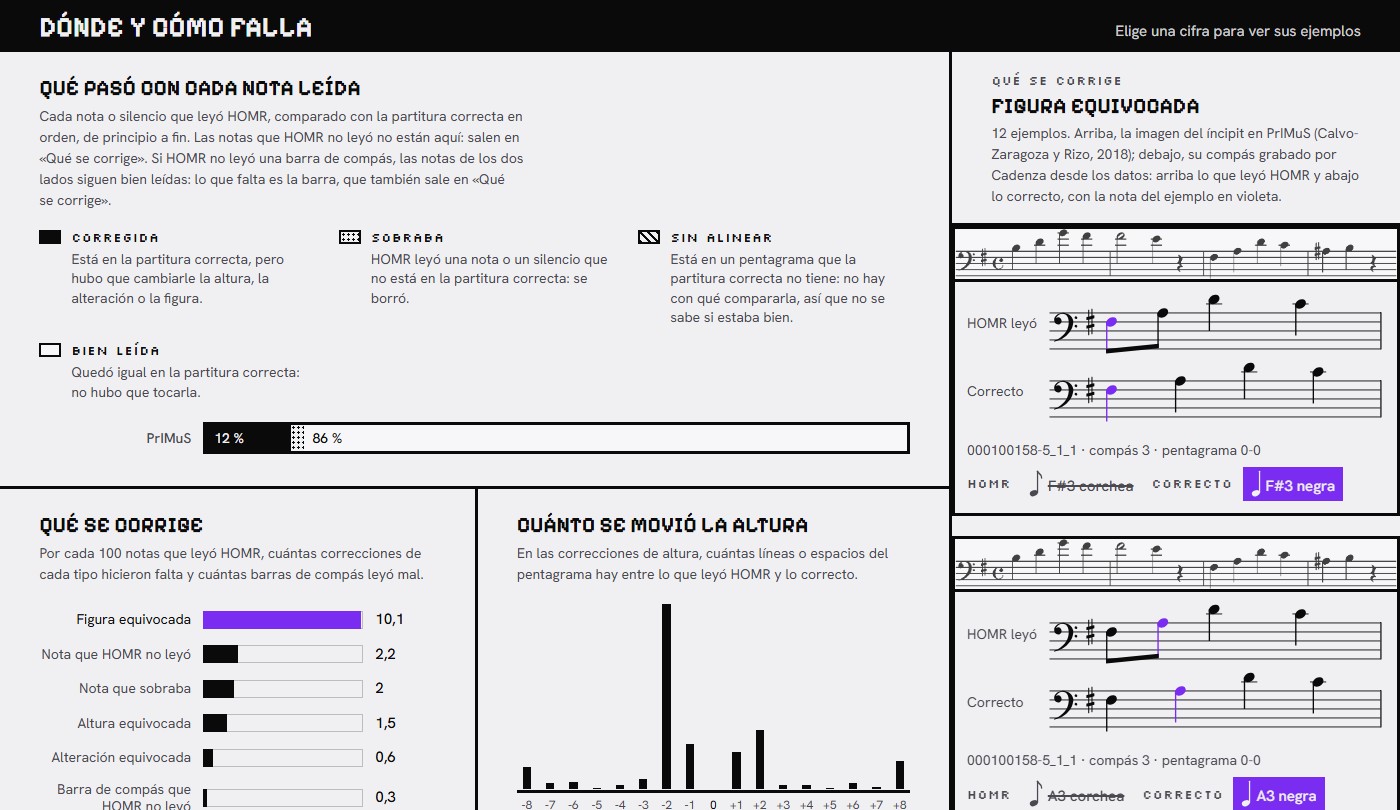 DÓNDE Y CÓMO FALLA
Elige una cifra para ver sus ejemplos
QUÉ PASÓ CON CADA NOTA LEÍDA
Cada nota o silencio que leyó HOMR, comparado con la partitura correcta en
orden, de principio a fin. Las notas que HOMR no leyó no están aquí: salen en
«Qué se corrige». Si HOMR no leyó una barra de compás, las notas de los dos
lados siguen bien leídas: lo que falta es la barra, que también sale en «Qué
se corrige».
CORREGIDA
Está en la partitura correcta, pero
hubo que cambiarle la altura, la
alteración o la figura.
SOBRABA
HOMR leyó una nota o un silencio que
no está en la partitura correcta: se
borró.
SIN ALINEAR
Está en un pentagrama que la
partitura correcta no tiene: no hay
con qué compararla, así que no se
sabe si estaba bien.
BIEN LEÍDA
Quedó igual en la partitura correcta:
no hubo que tocarla.
PrIMuS
12 %
86 %
QUÉ SE CORRIGE
Por cada 100 notas que leyó HOMR, cuántas correcciones de
cada tipo hicieron falta y cuántas barras de compás leyó mal.
Figura equivocada 10,1
Nota que HOMR no leyó 2,2
Nota que sobraba 2
Altura equivocada 1,5
Alteración equivocada 0,6
Barra de compás que
HOMR no leyó 0,3
CUÁNTO SE MOVIÓ LA ALTURA
En las correcciones de altura, cuántas líneas o espacios del
pentagrama hay entre lo que leyó HOMR y lo correcto.
-8 -7 -6 -5 -4 -3 -2 -1 0 +1 +2 +3 +4 +5 +6 +7 +8
QUÉ SE CORRIGE
FIGURA EQUIVOCADA
12 ejemplos. Arriba, la imagen del íncipit en PrIMuS (Calvo-
Zaragoza y Rizo, 2018); debajo, su compás grabado por
Cadenza desde los datos: arriba lo que leyó HOMR y abajo
lo correcto, con la nota del ejemplo en violeta.
HOMR leyó
Correcto
000100158-5_1_1 · compás 3 · pentagrama 0-0
HOMR F#3 corchea CORRECTO F#3 negra
HOMR leyó
Correcto
000100158-5_1_1 · compás 3 · pentagrama 0-0
HOMR A3 corchea CORRECTO A3 negra